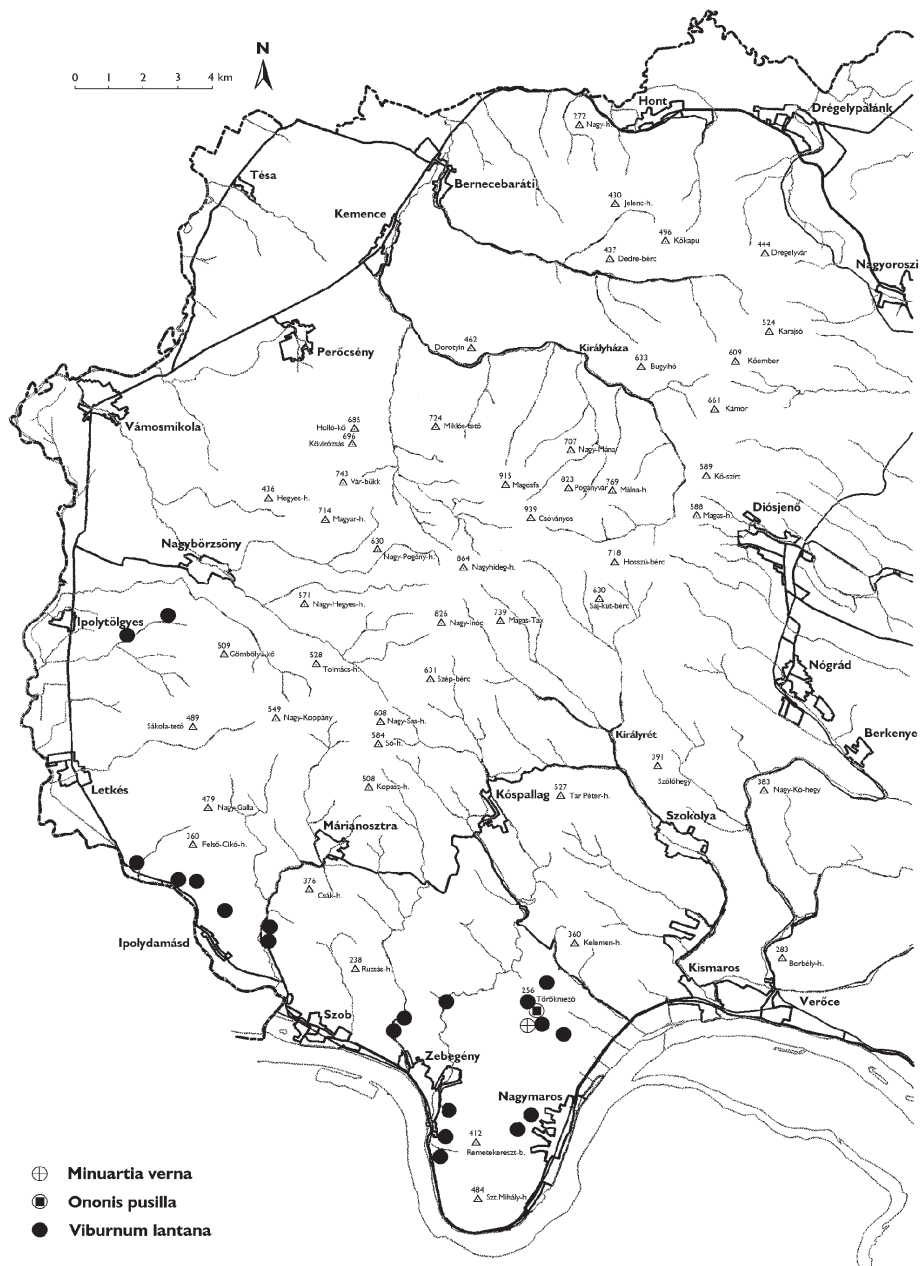 N
0 1 2 3 4 km
Hont
Drégelypalánk
272
Nagy-h.
Tésa
Bernecebaráti
430
Jelenc-h.
Kemence
496
Kőkapu
437
Dedre-bérc
444
Drégelyvár
Nagyoroszi
524
Karajsó
Dorotyin
462
Királyháza
Perőcsény
633
Bugyihó
609
Kőember
661
Kámor
Vámosmikola
685
Holló-kő
696
Kővirózsás
724
Miklós-tető
707
Nagy-Mána
743
Vár-bükk
915
Magosfa
823
Pogányvár
769
Málna-h.
589
Kő-szirt
436
Hegyes-h.
714
Magyar-h.
939
Csóványos
588
Magas-h.
Diósjenő
Nagybörzsöny
630
Nagy-Pogány-h.
864
Nagyhideg-h.
718
Hosszú-bérc
571
Nagy-Hegyes-h.
630
Saj-kút-bérc
Ipolytölgyes
826
Nagy-Inóc
739
Magas-Tax
509
Gömbölyű-kő
528
Tolmács-h.
631
Szép-bérc
Nógrád
Sákola-tető
489
549
Nagy-Koppány
608
Nagy-Sas-h.
584
Só-h.
Királyrét
Berkenye
391
Szőlőhegy
Letkés
508
Kopasz-h.
527
Tar Péter-h.
383
Nagy-Kő-hegy
479
Nagy-Galla
Kóspallag
Szokolya
360
Felső-Cikó-h.
Márianosztra
376
Csák-h.
Ipolydamásd
360
Kelemen-h.
283
Borbély-h.
238
Ruzsás-h.
Kismaros
256
Törökmező
Verőce
Szob
Zebegény
Nagymaros
412
Remetekereszt-b.
484
Szt.Mihály-h.
Minuartia verna
Ononis pusilla
Viburnum lantana